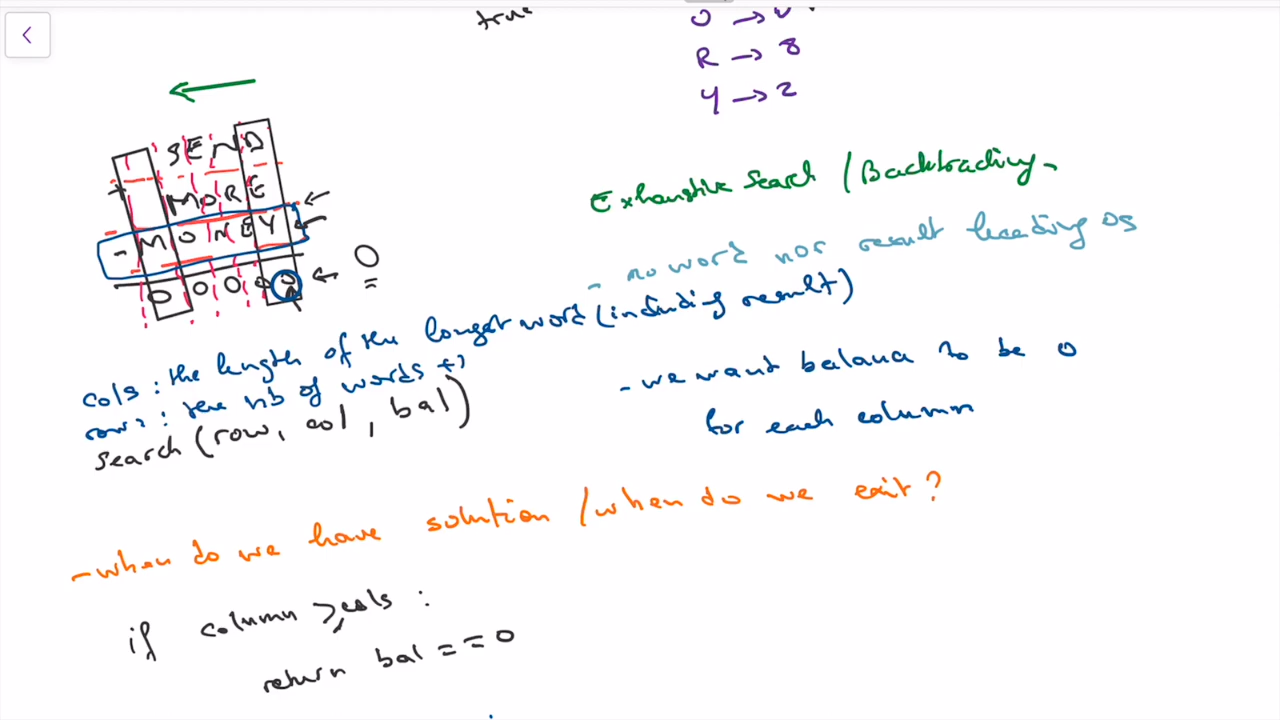 true
O → 0
R → 8
Y → 2
S E N D
+ M O R E
- M O N E Y
0 0 0 0 0
0
Exhaustive Search / Backtracking
- no word nor result leading 0s
cols : the length of the longest word (including result)
rows : the nb of words +1
search (row, col, bal)
- we want balance to be 0
for each column
- when do we have solution / when do we exit ?
if column ≥ cols :
return bal == 0